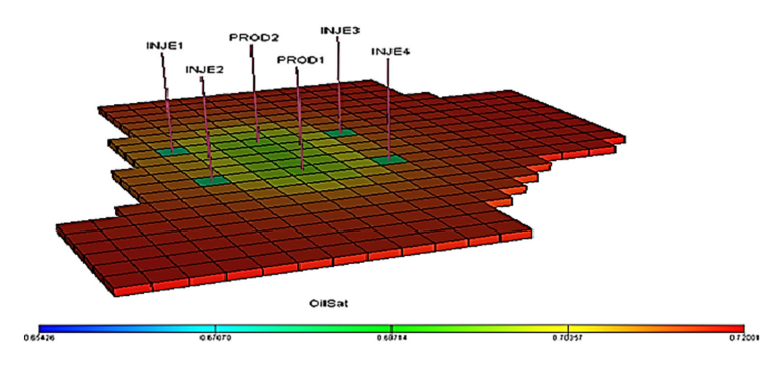 INJE3
PROD2
INJE1
INJE4
PROD1
INJE2
OilSat
0.65426 0.67070 0.68714 0.70357 0.72001